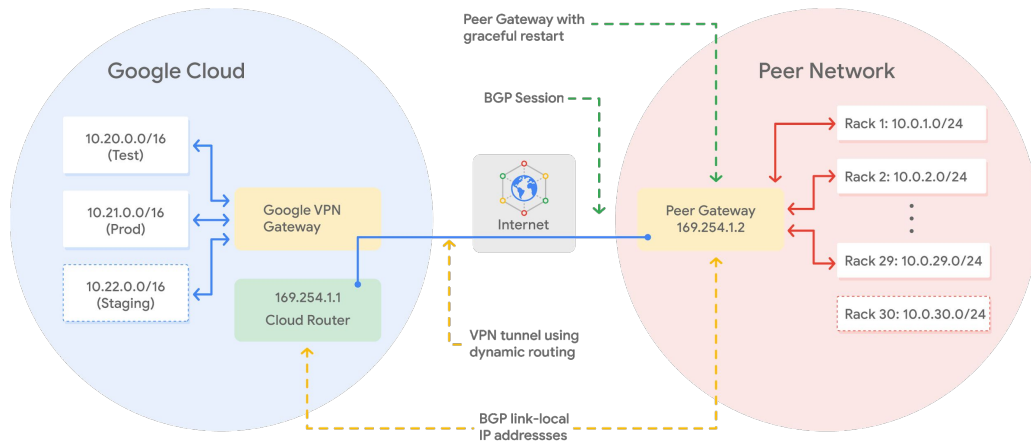 Peer Gateway with
graceful restart
Google Cloud
Peer Network
BGP Session
10.20.0.0/16
(Test)
Rack 1: 10.0.1.0/24
Rack 2: 10.0.2.0/24
10.21.0.0/16
(Prod)
Google VPN
Gateway
Internet
Peer Gateway
169.254.1.2
Rack 29: 10.0.29.0/24
10.22.0.0/16
(Staging)
169.254.1.1
Cloud Router
Rack 30: 10.0.30.0/24
VPN tunnel using
dynamic routing
BGP link-local
IP addressses